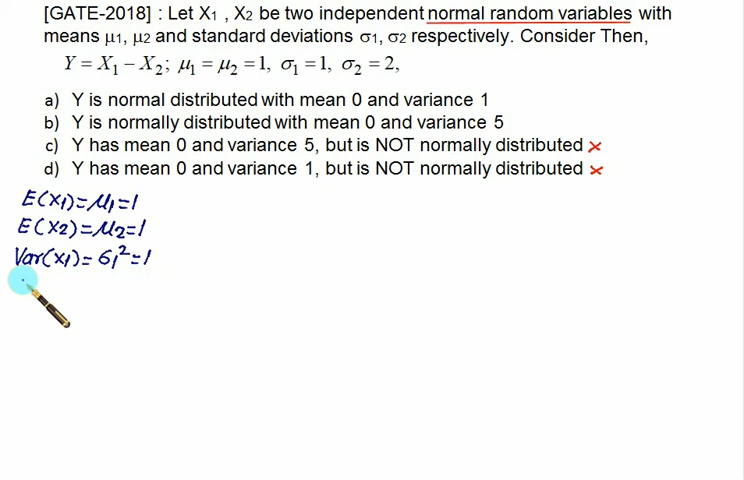 [GATE-2018] : Let X₁ , X₂ be two independent normal random variables with
means μ1, μ2 and standard deviations σ1, σ2 respectively. Consider Then,
Y = X₁ − X₂; μ₁ = μ₂ = 1, σ₁ = 1, σ₂ = 2,
a) Y is normal distributed with mean 0 and variance 1
b) Y is normally distributed with mean 0 and variance 5
c) Y has mean 0 and variance 5, but is NOT normally distributed ×
d) Y has mean 0 and variance 1, but is NOT normally distributed ×
E(X₁)=μ₁=1
E(X2)=μ2=1
Var(X₁)=σ₁²=1